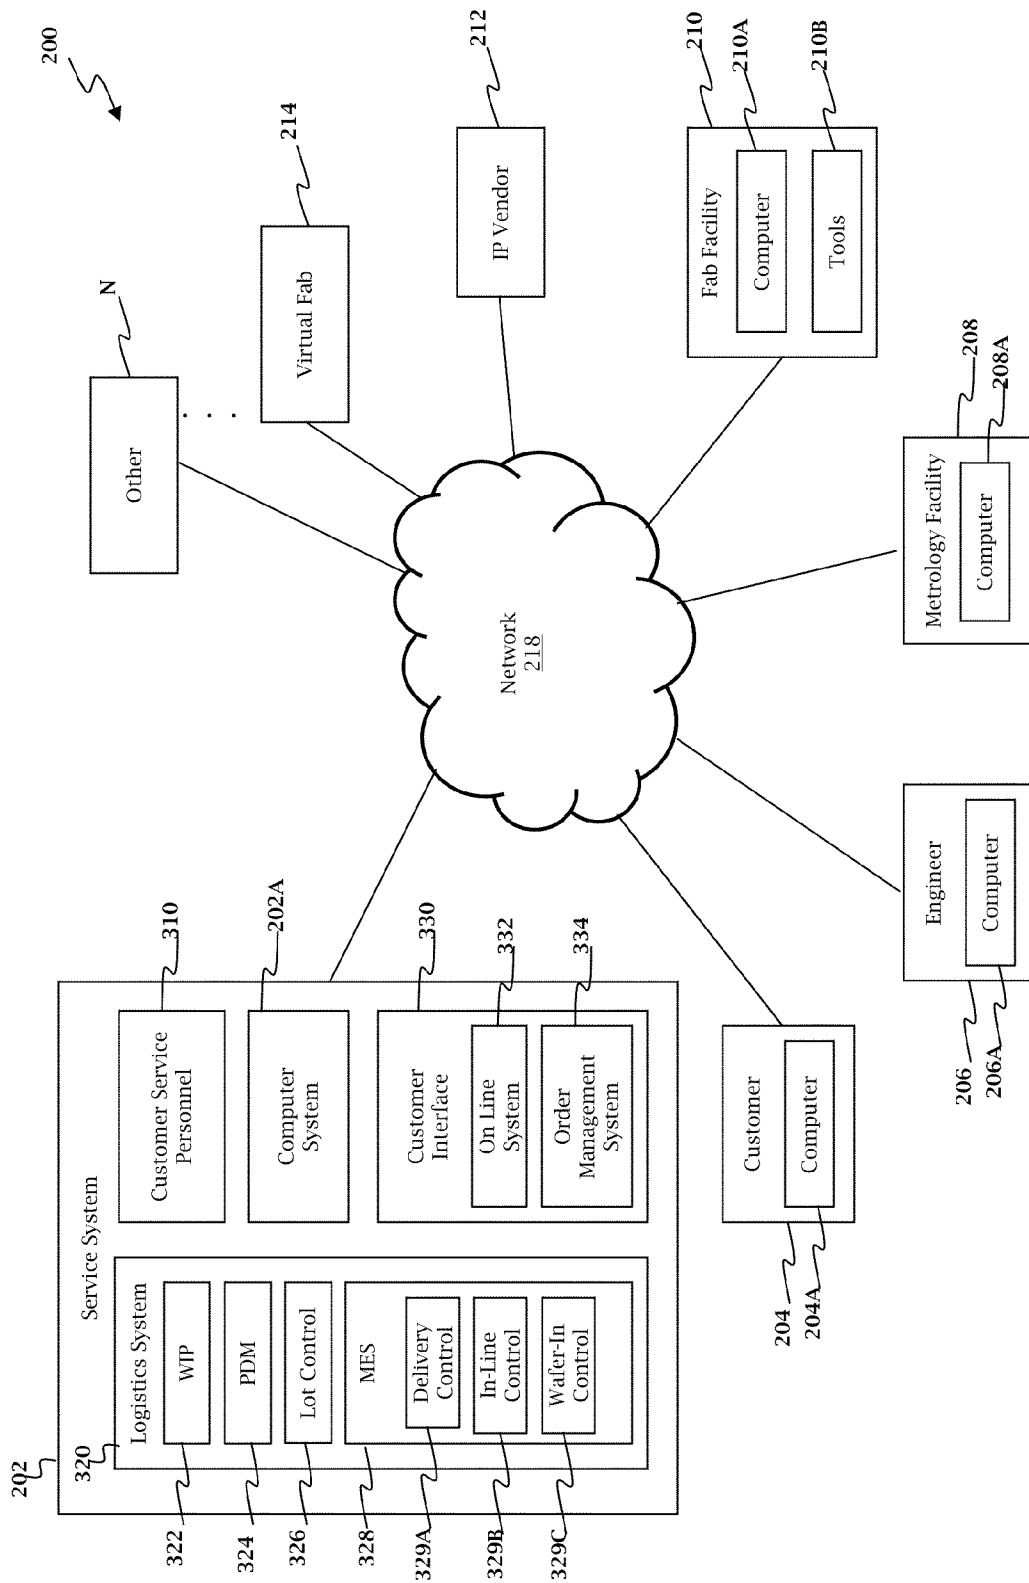 200
202
Service System
320
Logistics System
322
WIP
324
PDM
326
Lot Control
328
MES
329A
Delivery
Control
329B
In-Line
Control
329C
Wafer-In
Control
310
Customer Service
Personnel
202A
Computer
System
330
Customer
Interface
332
On Line
System
334
Order
Management
System
Network
218
N
Other
. . .
214
Virtual Fab
212
IP Vendor
210
Fab Facility
210A
Computer
210B
Tools
204
Customer
204A
Computer
206
Engineer
206A
Computer
208
Metrology Facility
208A
Computer